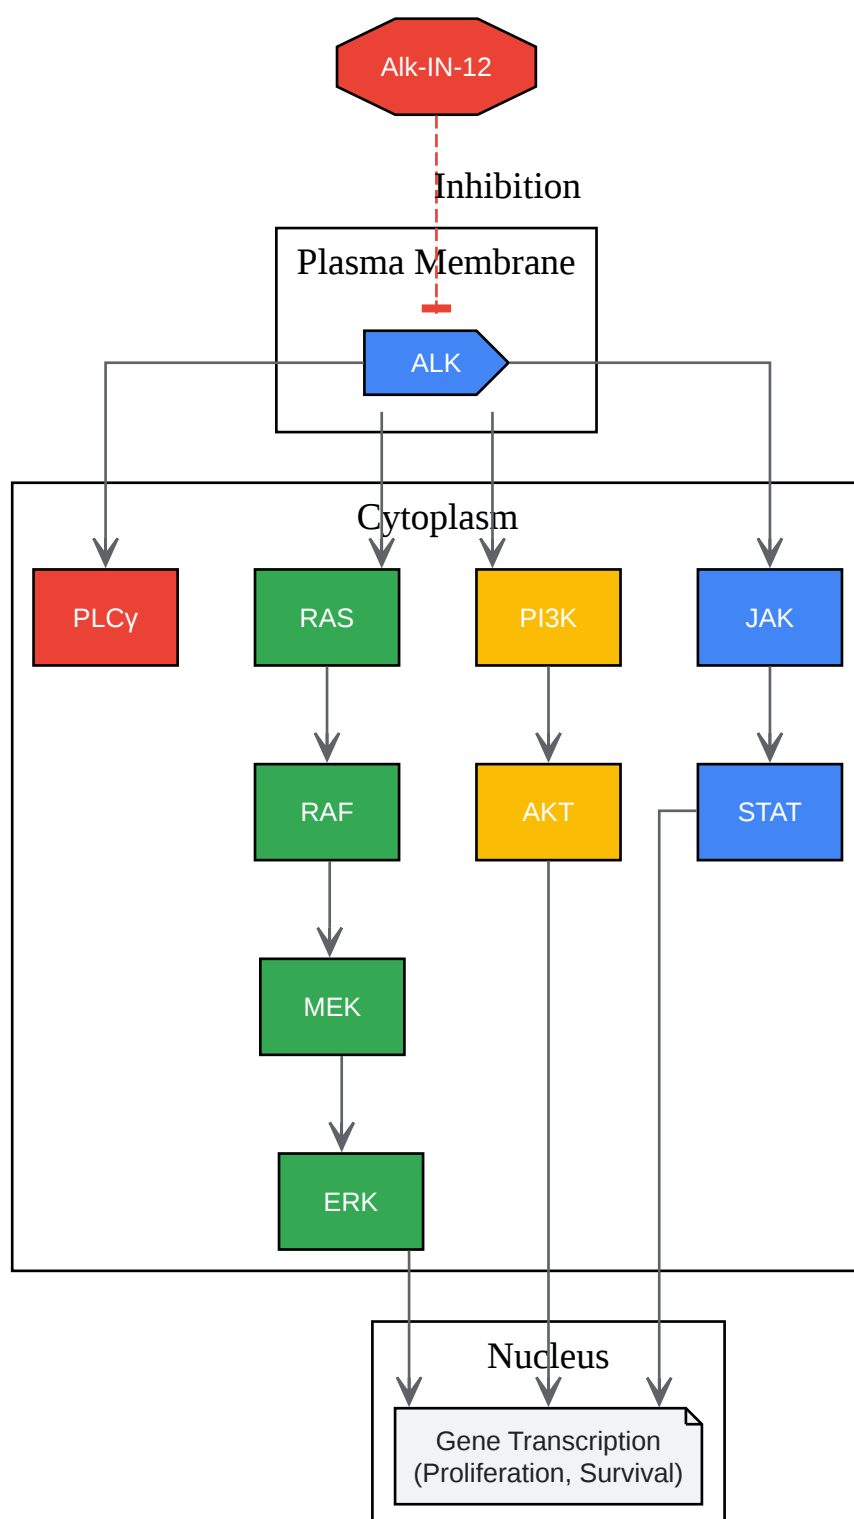 Alk-IN-12
Inhibition
Plasma Membrane
ALK
Cytoplasm
PLCγ
RAS
PI3K
JAK
RAF
AKT
STAT
MEK
ERK
Nucleus
Gene Transcription
(Proliferation, Survival)